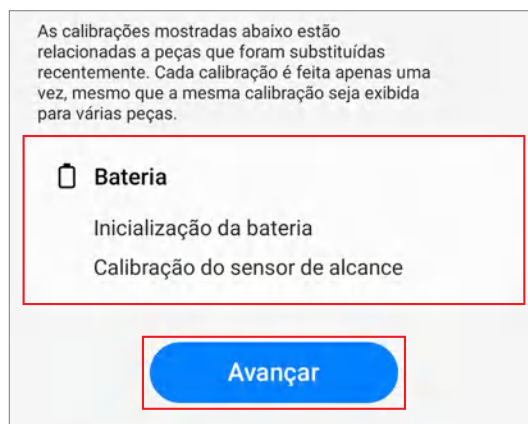 As calibrações mostradas abaixo estão
relacionadas a peças que foram substituídas
recentemente. Cada calibração é feita apenas uma
vez, mesmo que a mesma calibração seja exibida
para várias peças.
Bateria
Inicialização da bateria
Calibração do sensor de alcance
Avançar